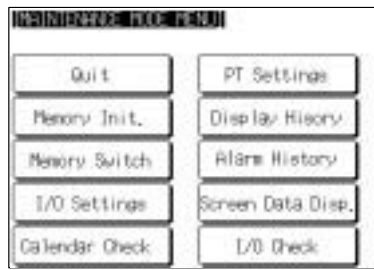 [MAINTENANCE MODE MENU]
Quit
PT Settings
Memory Init.
Display Hisory
Memory Switch
Alarm History
I/O Settings
Screen Data Disp.
Calendar Check
I/O Check